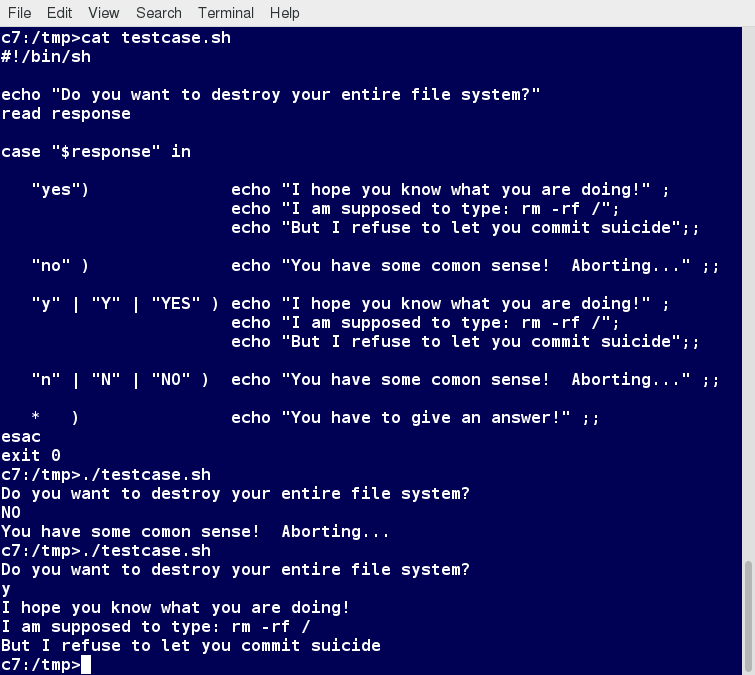 File Edit View Search Terminal Help
c7:/tmp>cat testcase.sh
#!/bin/sh
echo "Do you want to destroy your entire file system?"
read response
case "$response" in
   "yes")              echo "I hope you know what you are doing!" ;
                       echo "I am supposed to type: rm -rf /";
                       echo "But I refuse to let you commit suicide";;
   "no" )              echo "You have some comon sense!  Aborting..." ;;
   "y" | "Y" | "YES" ) echo "I hope you know what you are doing!" ;
                       echo "I am supposed to type: rm -rf /";
                       echo "But I refuse to let you commit suicide";;
   "n" | "N" | "NO" )  echo "You have some comon sense!  Aborting..." ;;
   *   )               echo "You have to give an answer!" ;;
esac
exit 0
c7:/tmp>./testcase.sh
Do you want to destroy your entire file system?
NO
You have some comon sense!  Aborting...
c7:/tmp>./testcase.sh
Do you want to destroy your entire file system?
y
I hope you know what you are doing!
I am supposed to type: rm -rf /
But I refuse to let you commit suicide
c7:/tmp>